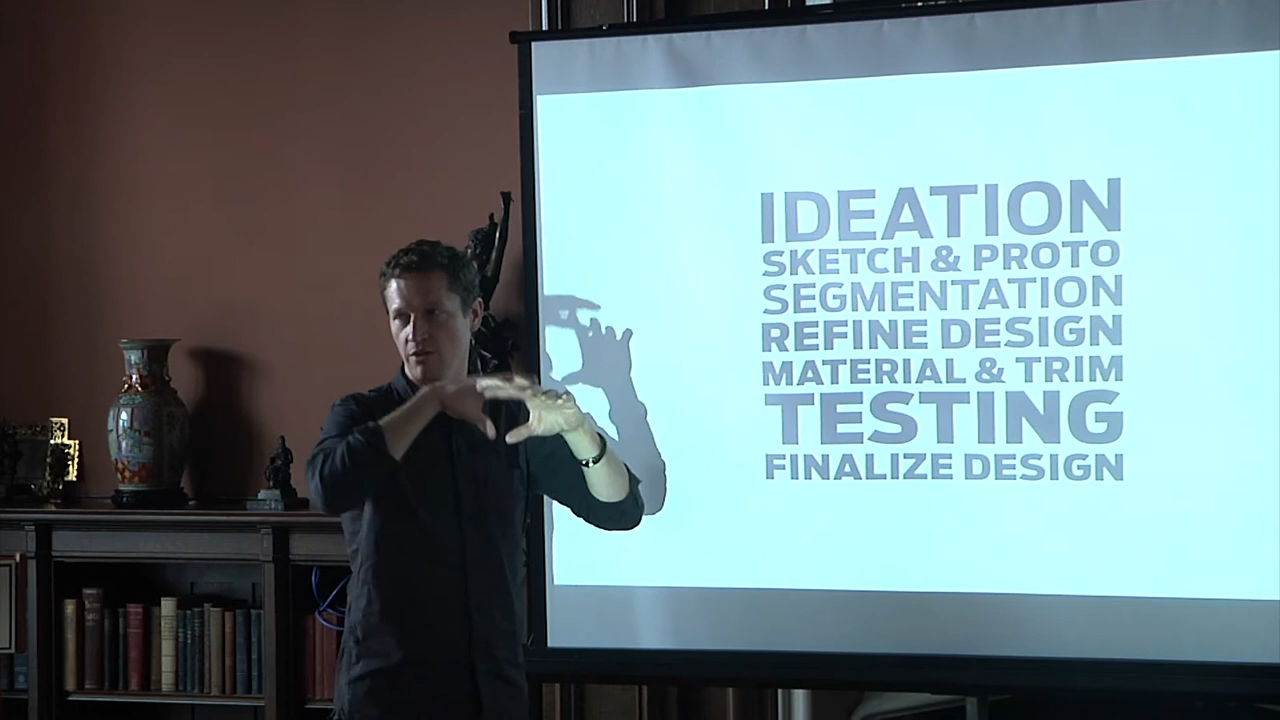 IDEATION
SKETCH & PROTO
SEGMENTATION
REFINE DESIGN
MATERIAL & TRIM
TESTING
FINALIZE DESIGN